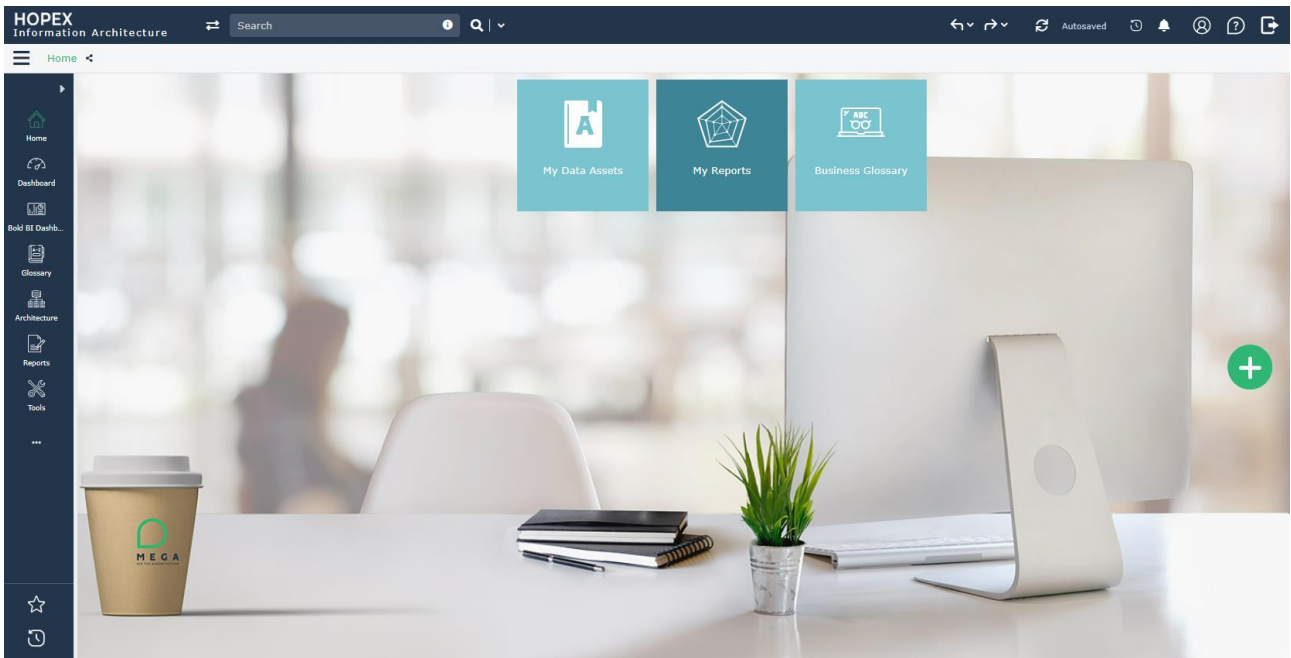 HOPEX
Information Architecture
Search
Autosaved
Home
Home
Dashboard
Bold BI Dashb...
Glossary
Architecture
Reports
Tools
...
My Data Assets
My Reports
ABC
Business Glossary
A
A-Z
MEGA